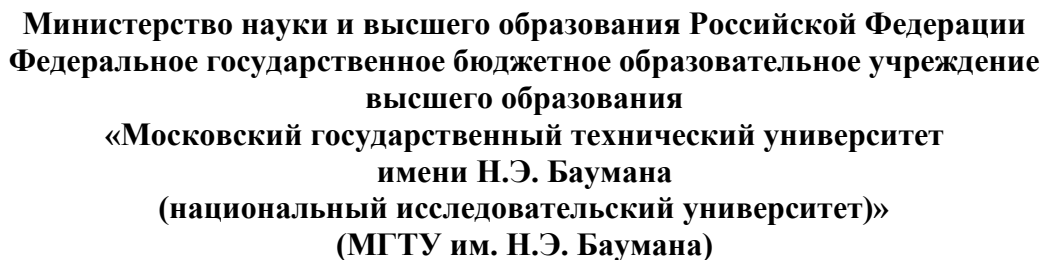 Министерство науки и высшего образования Российской Федерации
Федеральное государственное бюджетное образовательное учреждение
высшего образования
«Московский государственный технический университет
имени Н.Э. Баумана
(национальный исследовательский университет)»
(МГТУ им. Н.Э. Баумана)